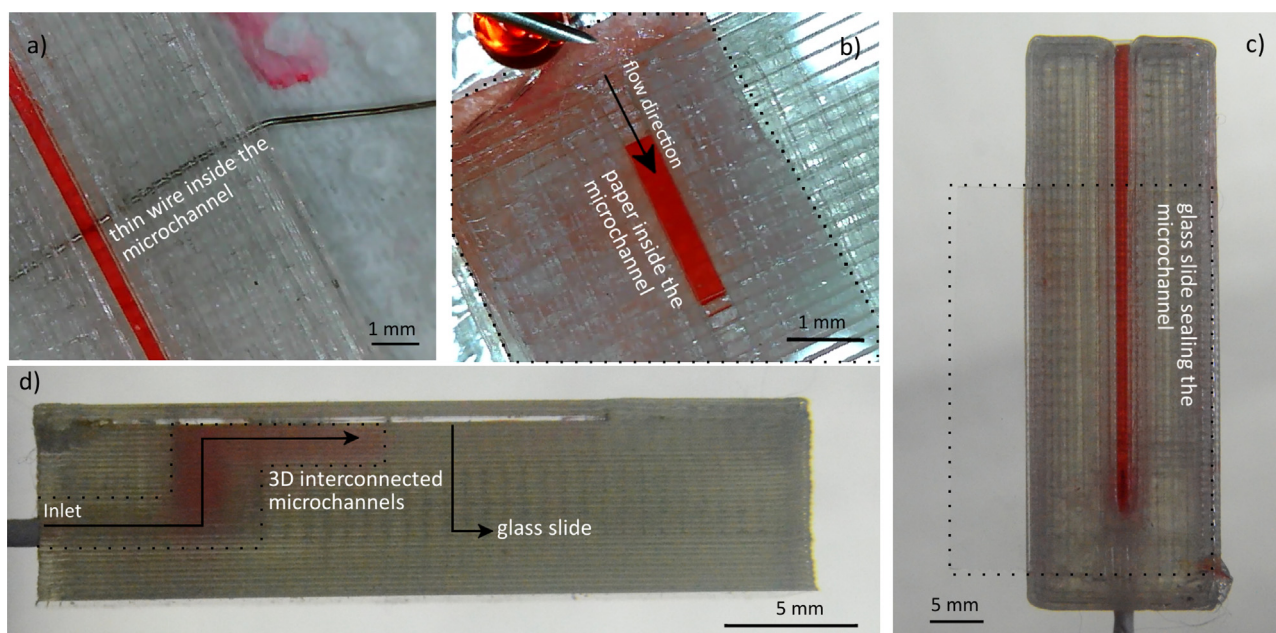 a)
thin wire inside the
microchannel
1 mm
b)
flow direction
paper inside the
microchannel
1 mm
c)
glass slide sealing the
microchannel
5 mm
d)
Inlet
3D interconnected
microchannels
glass slide
5 mm